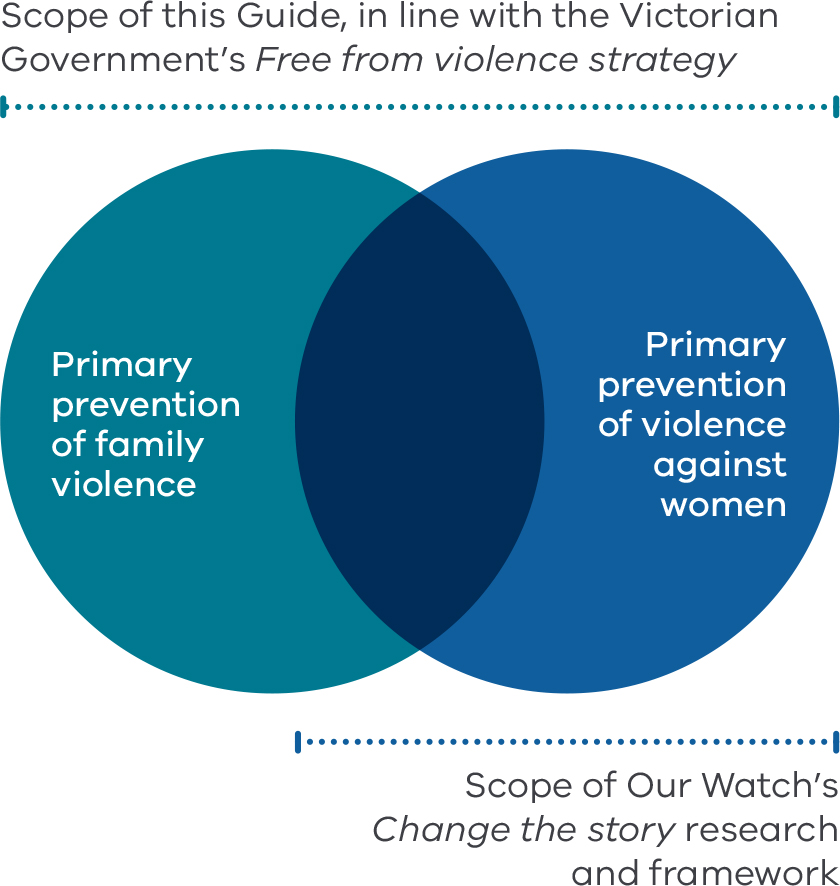 Scope of this Guide, in line with the Victorian
Government’s Free from violence strategy
Primary
prevention
of family
violence
Primary
prevention
of violence
against
women
Scope of Our Watch’s
Change the story research
and framework